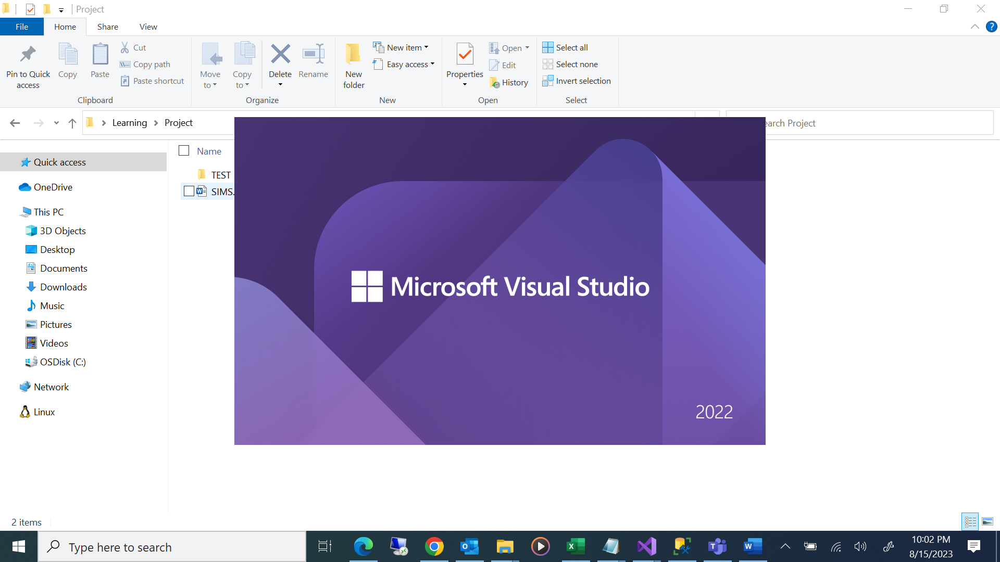 Project
File
Home
Share
View
Pin to Quick
access
Copy
Paste
Cut
Copy path
Paste shortcut
Clipboard
Move
to
Copy
to
Delete
Rename
Organize
New
folder
New item
Easy access
New
Properties
Open
Edit
History
Open
Select all
Select none
Invert selection
Select
Learning
Project
earch Project
Quick access
OneDrive
This PC
3D Objects
Desktop
Documents
Downloads
Music
Pictures
Videos
OSDisk (C:)
Network
Linux
Name
TEST
SIMS.
Microsoft Visual Studio
2022
2 items
Type here to search
10:02 PM
8/15/2023